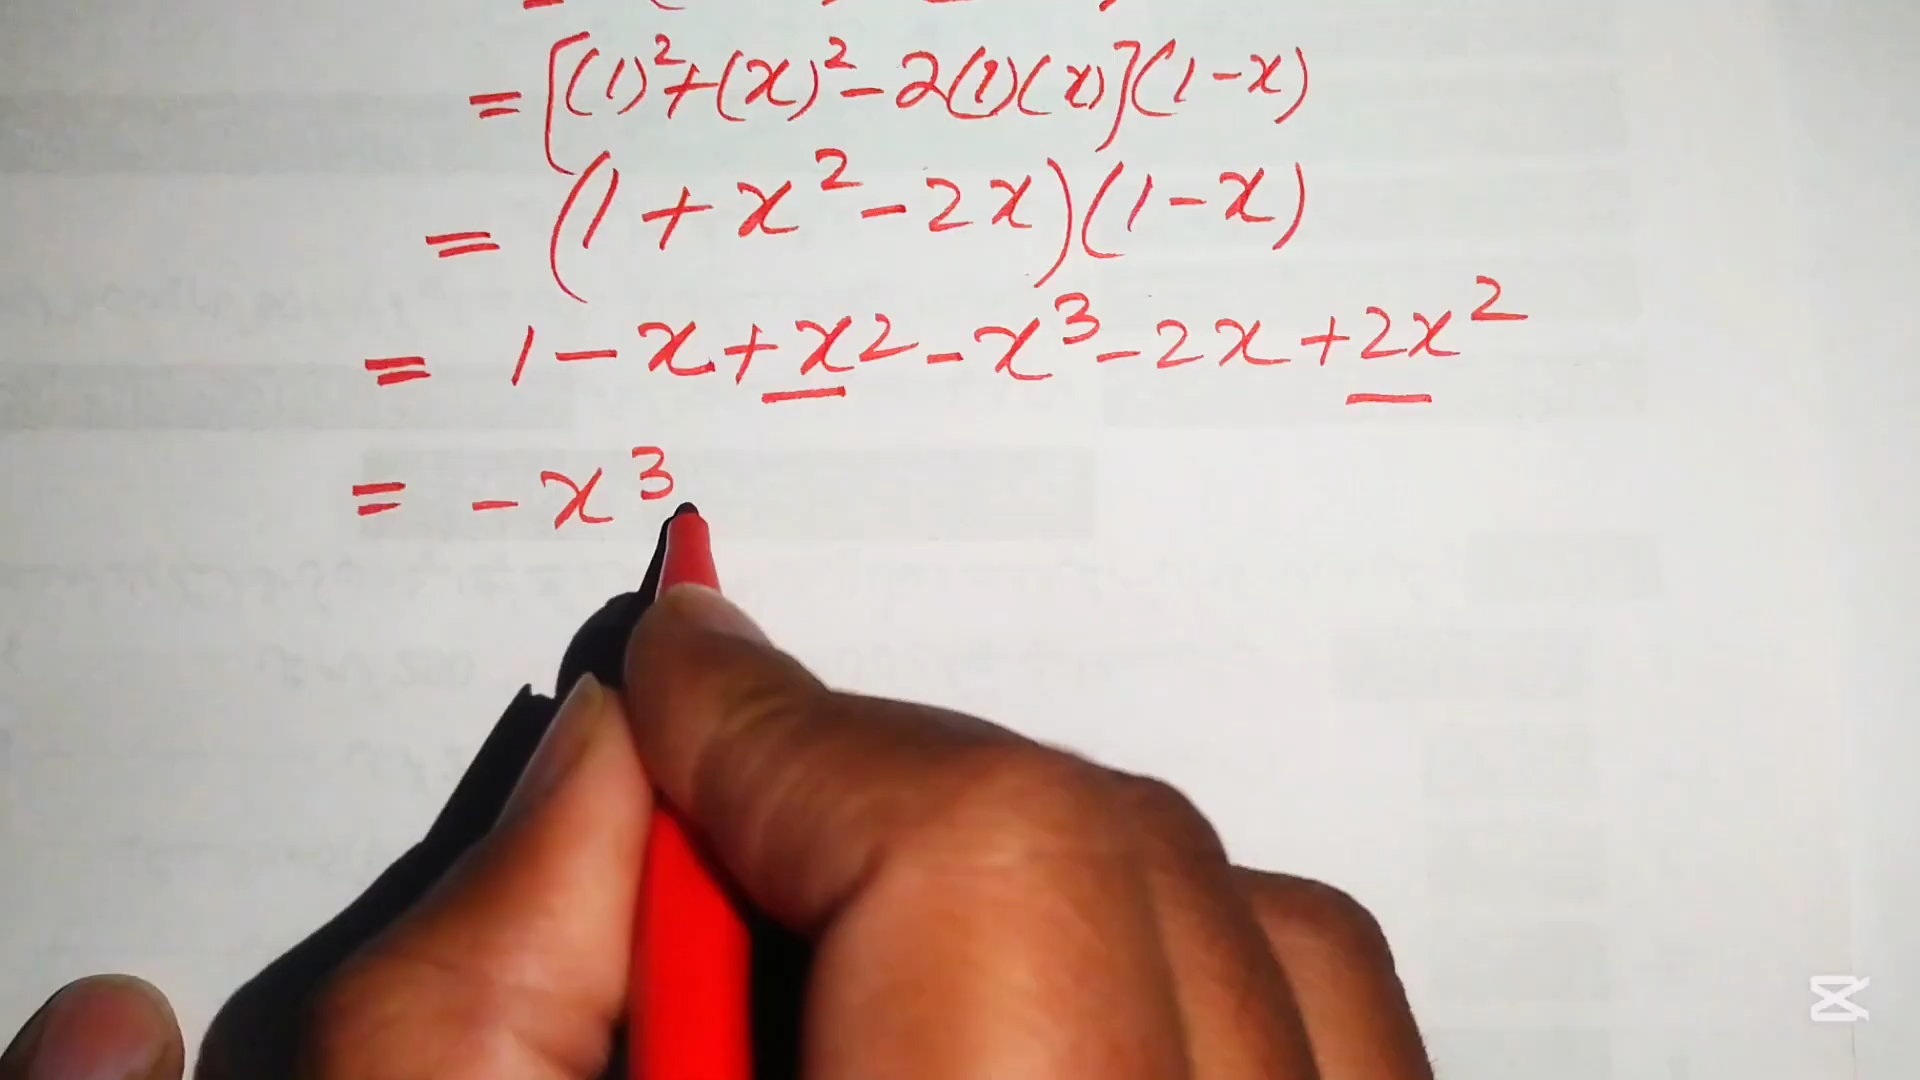 = [(1)²+(x)²-2(1)(x)](1-x)
= (1+x²-2x)(1-x)
= 1-x+x2-x³-2x+2x²
= -x³